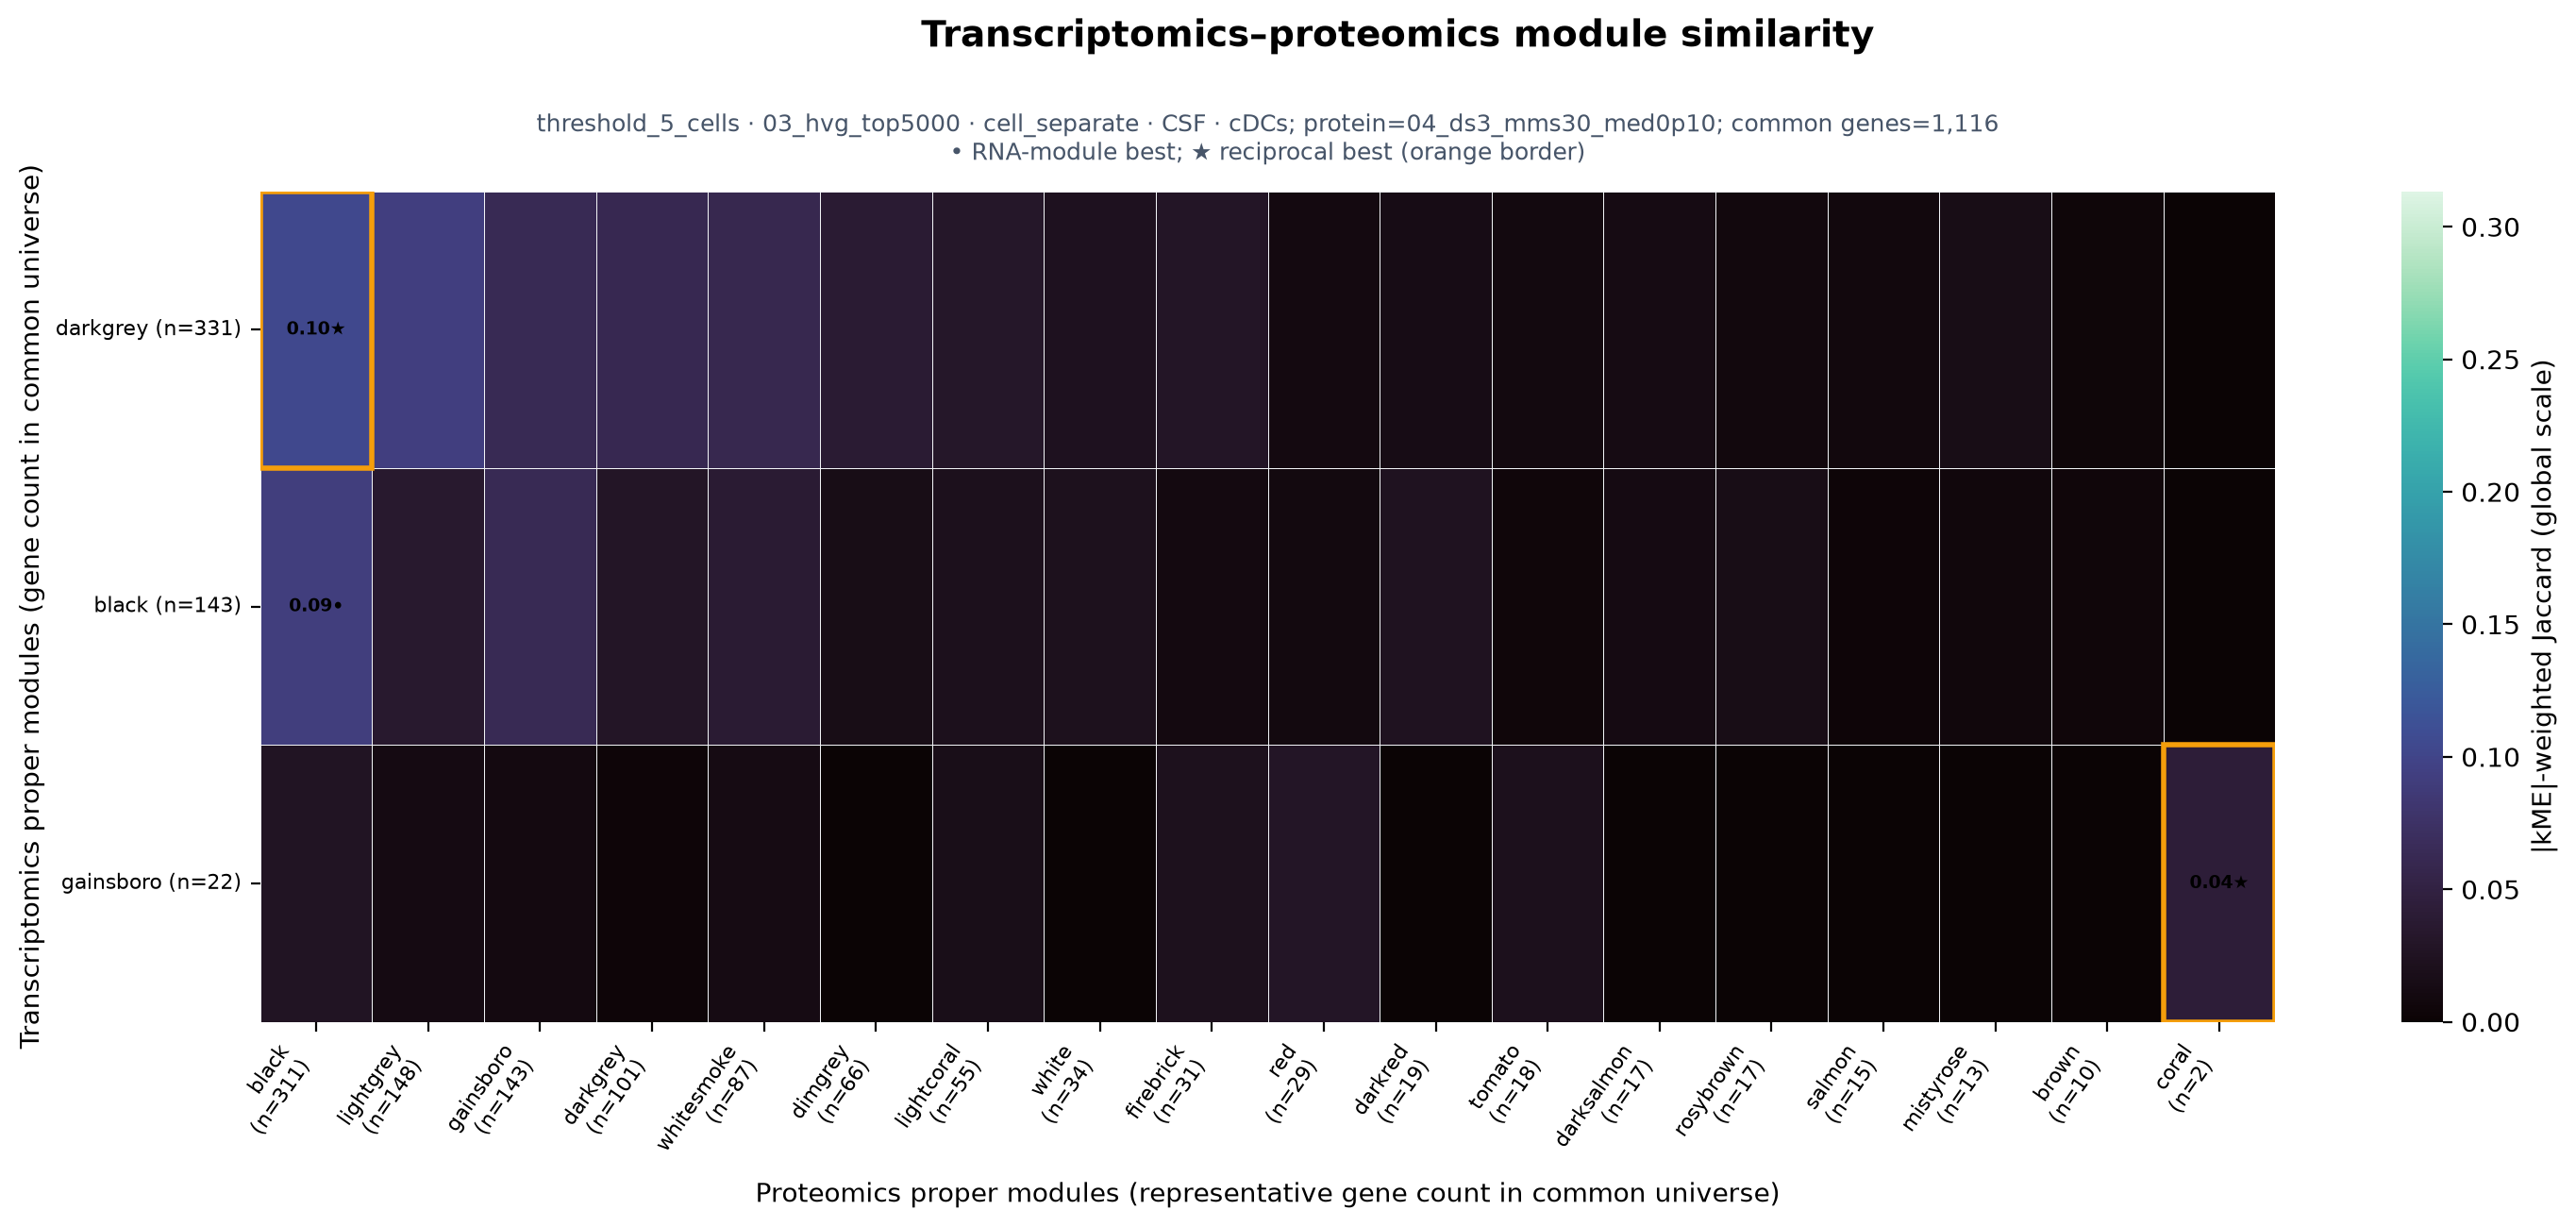 Transcriptomics–proteomics module similarity
threshold_5_cells · 03_hvg_top5000 · cell_separate · CSF · cDCs; protein=04_ds3_mms30_med0p10; common genes=1,116
• RNA-module best; ★ reciprocal best (orange border)
Transcriptomics proper modules (gene count in common universe)
darkgrey (n=331)
black (n=143)
gainsboro (n=22)
0.10★
0.09•
0.04★
black
(n=311)
lightgrey
(n=148)
gainsboro
(n=143)
darkgrey
(n=101)
whitesmoke
(n=87)
dimgrey
(n=66)
lightcoral
(n=55)
white
(n=34)
firebrick
(n=31)
red
(n=29)
darkred
(n=19)
tomato
(n=18)
darksalmon
(n=17)
rosybrown
(n=17)
salmon
(n=15)
mistyrose
(n=13)
brown
(n=10)
coral
(n=2)
Proteomics proper modules (representative gene count in common universe)
0.30
0.25
0.20
0.15
0.10
0.05
0.00
|kME|-weighted Jaccard (global scale)